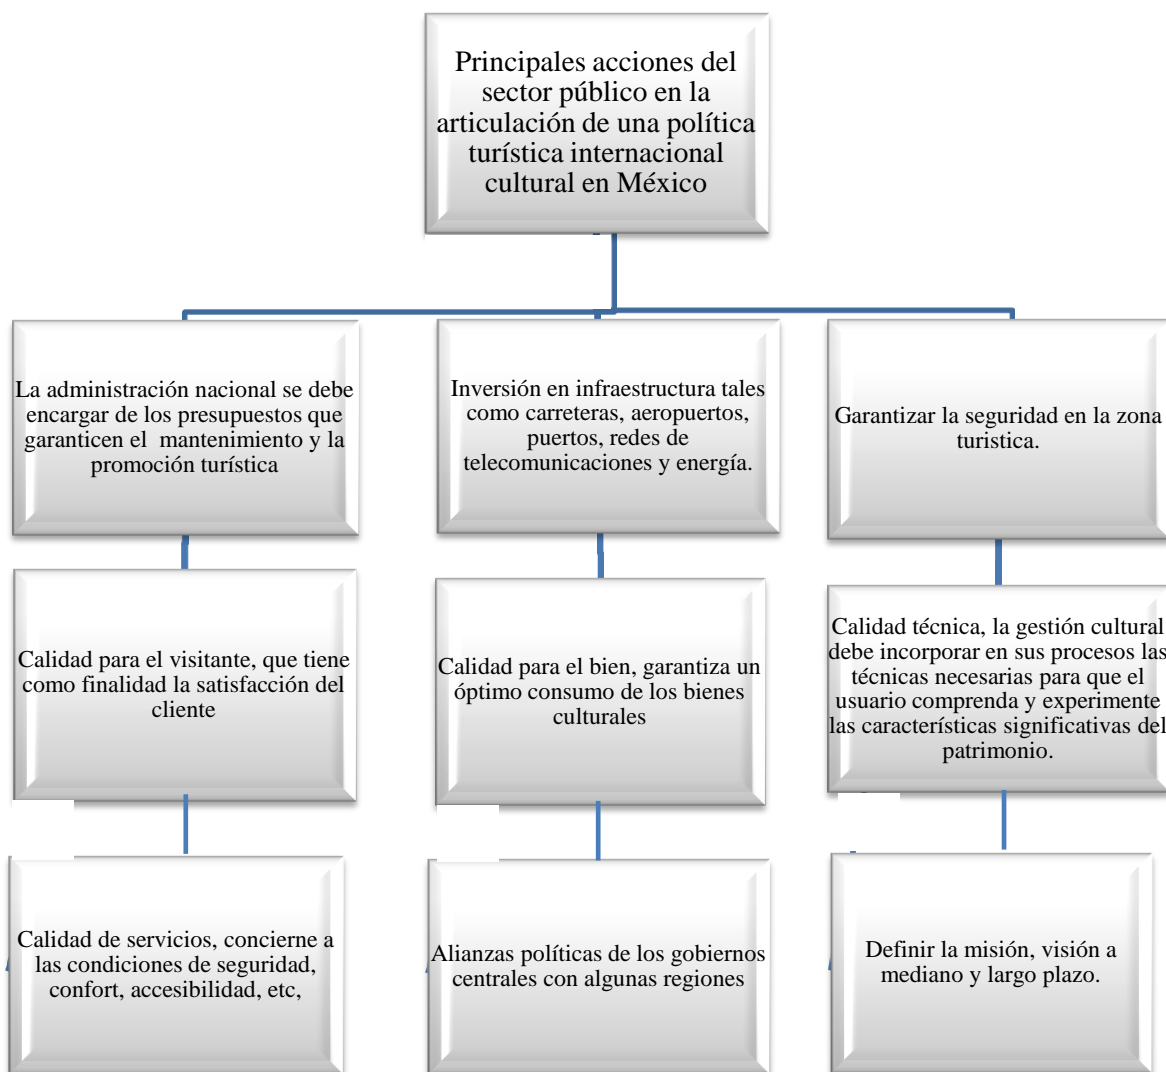 Principales acciones del
sector público en la
articulación de una política
turística internacional
cultural en México
La administración nacional se debe
encargar de los presupuestos que
garanticen el mantenimiento y la
promoción turística
Inversión en infraestructura tales
como carreteras, aeropuertos,
puertos, redes de
telecomunicaciones y energía.
Garantizar la seguridad en la zona
turistica.
Calidad para el visitante, que tiene
como finalidad la satisfacción del
cliente
Calidad para el bien, garantiza un
óptimo consumo de los bienes
culturales
Calidad técnica, la gestión cultural
debe incorporar en sus procesos las
técnicas necesarias para que el
usuario comprenda y experimente
las características significativas del
patrimonio.
Calidad de servicios, concierne a
las condiciones de seguridad,
confort, accesibilidad, etc,
Alianzas políticas de los gobiernos
centrales con algunas regiones
Definir la misión, visión a
mediano y largo plazo.